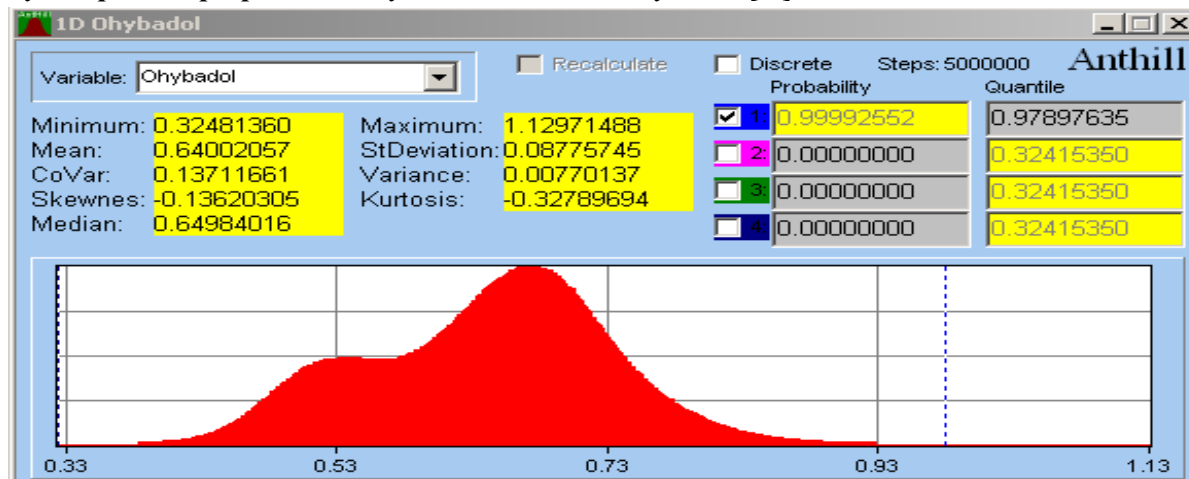 1D Ohybadol
Variable: Ohybadol
Recalculate
Discrete Steps: 5000000 Anthill
Probability Quantile
Minimum: 0.32481360 Maximum: 1.12971488 1: 0.99992552 0.97897635
Mean: 0.64002057 StDeviation: 0.08775745 2: 0.00000000 0.32415350
CoVar: 0.13711661 Variance: 0.00770137 3: 0.00000000 0.32415350
Skewnes: -0.13620305 Kurtosis: -0.32789694
Median: 0.64984016 4: 0.00000000 0.32415350
0.33 0.53 0.73 0.93 1.13